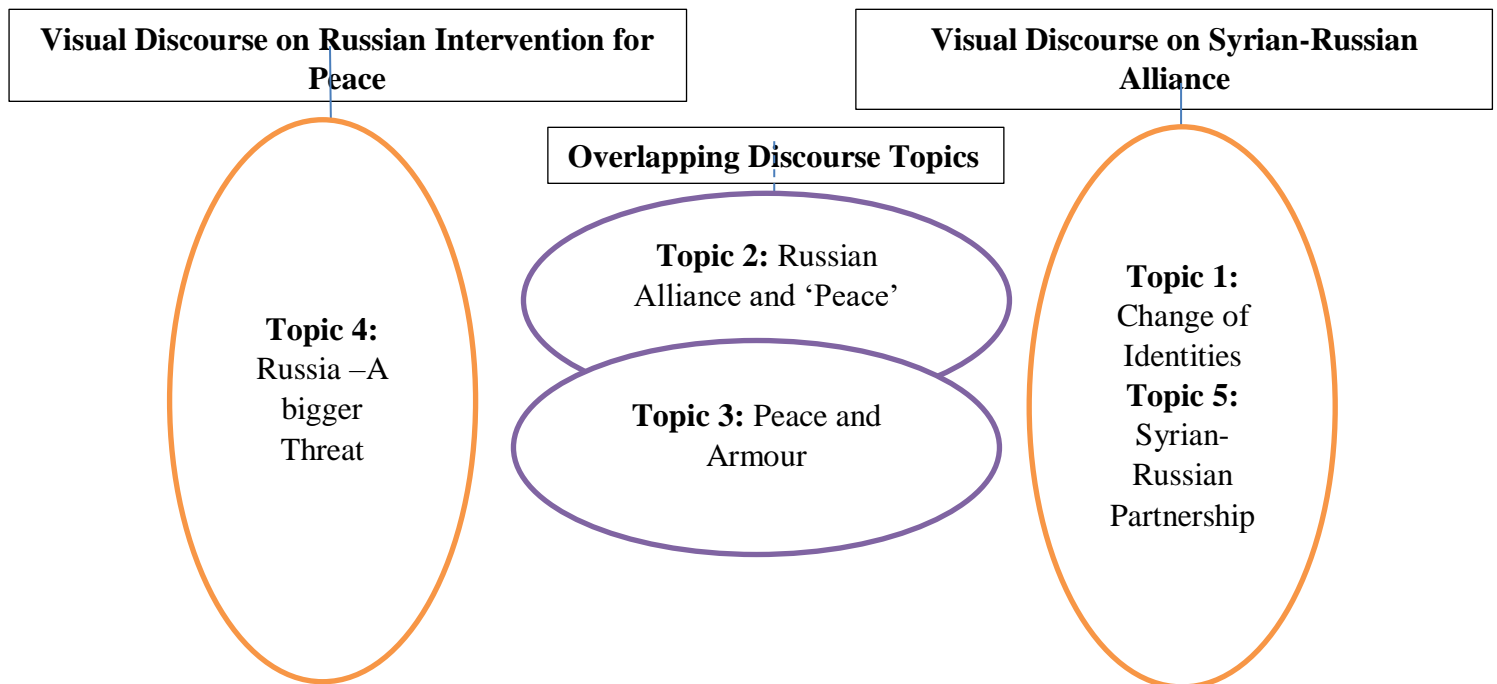 Visual Discourse on Russian Intervention for
Peace
Visual Discourse on Syrian-Russian
Alliance
Overlapping Discourse Topics
Topic 4:
Russia –A
bigger
Threat
Topic 2: Russian
Alliance and ‘Peace’
Topic 3: Peace and
Armour
Topic 1:
Change of
Identities
Topic 5:
Syrian-
Russian
Partnership